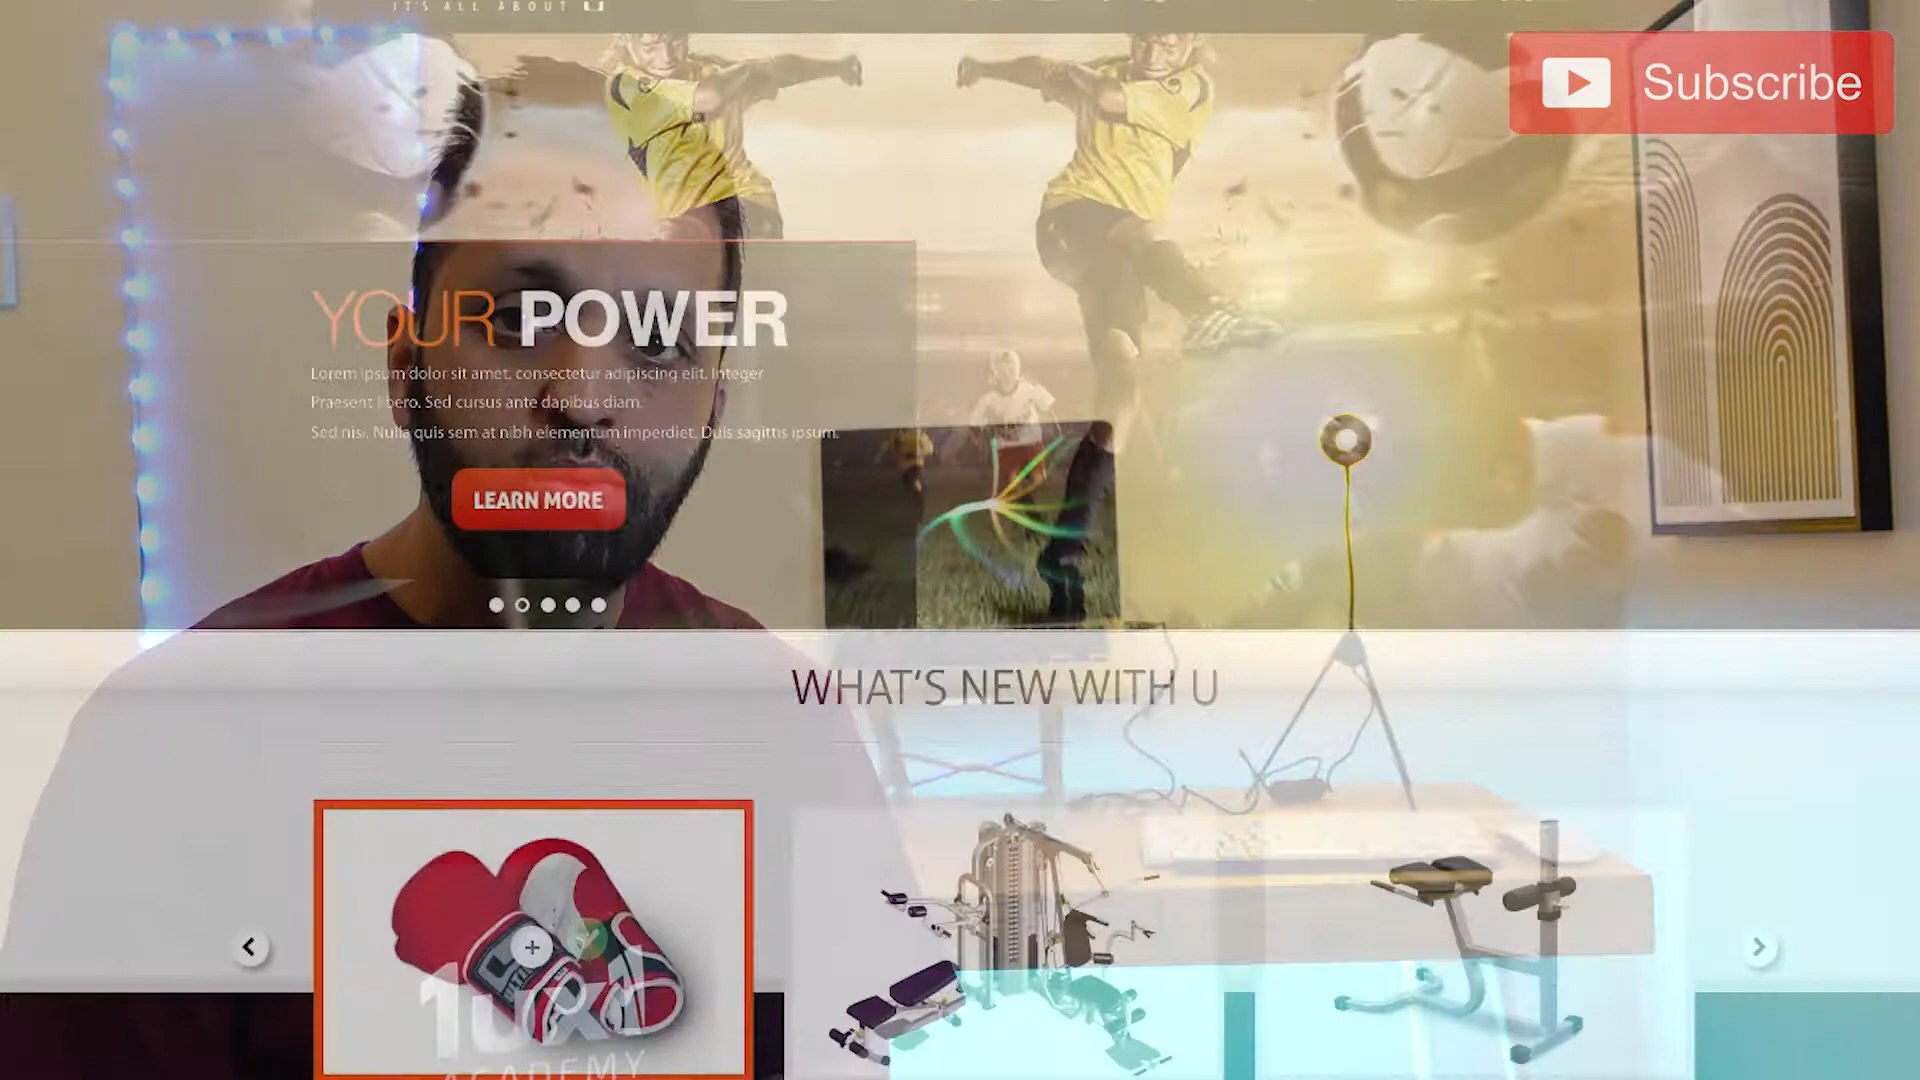 IT'S ALL ABOUT U
Subscribe
YOUR POWER
Lorem ipsum dolor sit amet, consectetur adipiscing elit. Integer
Praesent libero. Sed cursus ante dapibus diam.
Sed nisi. Nulla quis sem at nibh elementum imperdiet. Duis sagittis ipsum.
LEARN MORE
WHAT'S NEW WITH U
ACADEMY